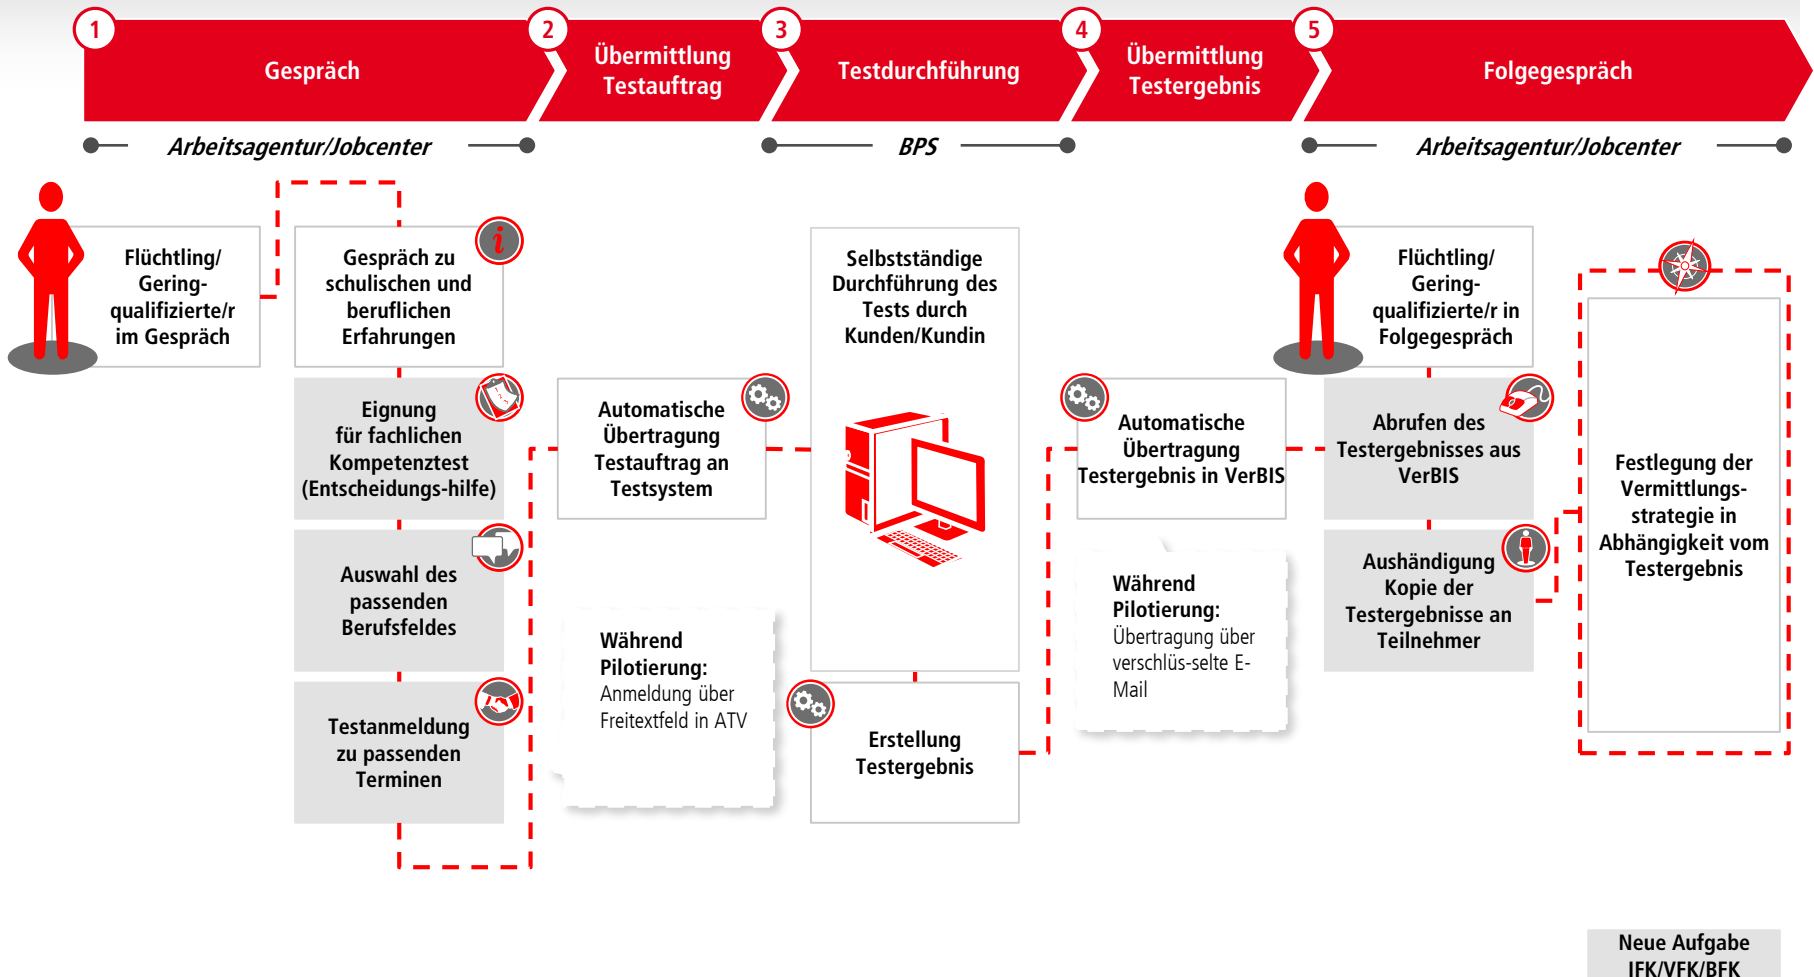 1
Gespräch
2
Übermittlung
Testauftrag
3
Testdurchführung
4
Übermittlung
Testergebnis
5
Folgegespräch
Arbeitsagentur/Jobcenter
BPS
Arbeitsagentur/Jobcenter
Flüchtling/
Gering-
qualifizierte/r
im Gespräch
i
Gespräch zu
schulischen und
beruflichen
Erfahrungen
Eignung
für fachlichen
Kompetenztest
(Entscheidungs-hilfe)
Auswahl des
passenden
Berufsfeldes
Testanmeldung
zu passenden
Terminen
Automatische
Übertragung
Testauftrag an
Testsystem
Während
Pilotierung:
Anmeldung über
Freitextfeld in ATV
Selbstständige
Durchführung des
Tests durch
Kunden/Kundin
Erstellung
Testergebnis
Automatische
Übertragung
Testergebnis in VerBIS
Während
Pilotierung:
Übertragung über
verschlüs-selte E-
Mail
Flüchtling/
Gering-
qualifizierte/r in
Folgegespräch
Abrufen des
Testergebnisses aus
VerBIS
Aushändigung
Kopie der
Testergebnisse an
Teilnehmer
Festlegung der
Vermittlungs-
strategie in
Abhängigkeit vom
Testergebnis
Neue Aufgabe
IFK/VFK/BFK